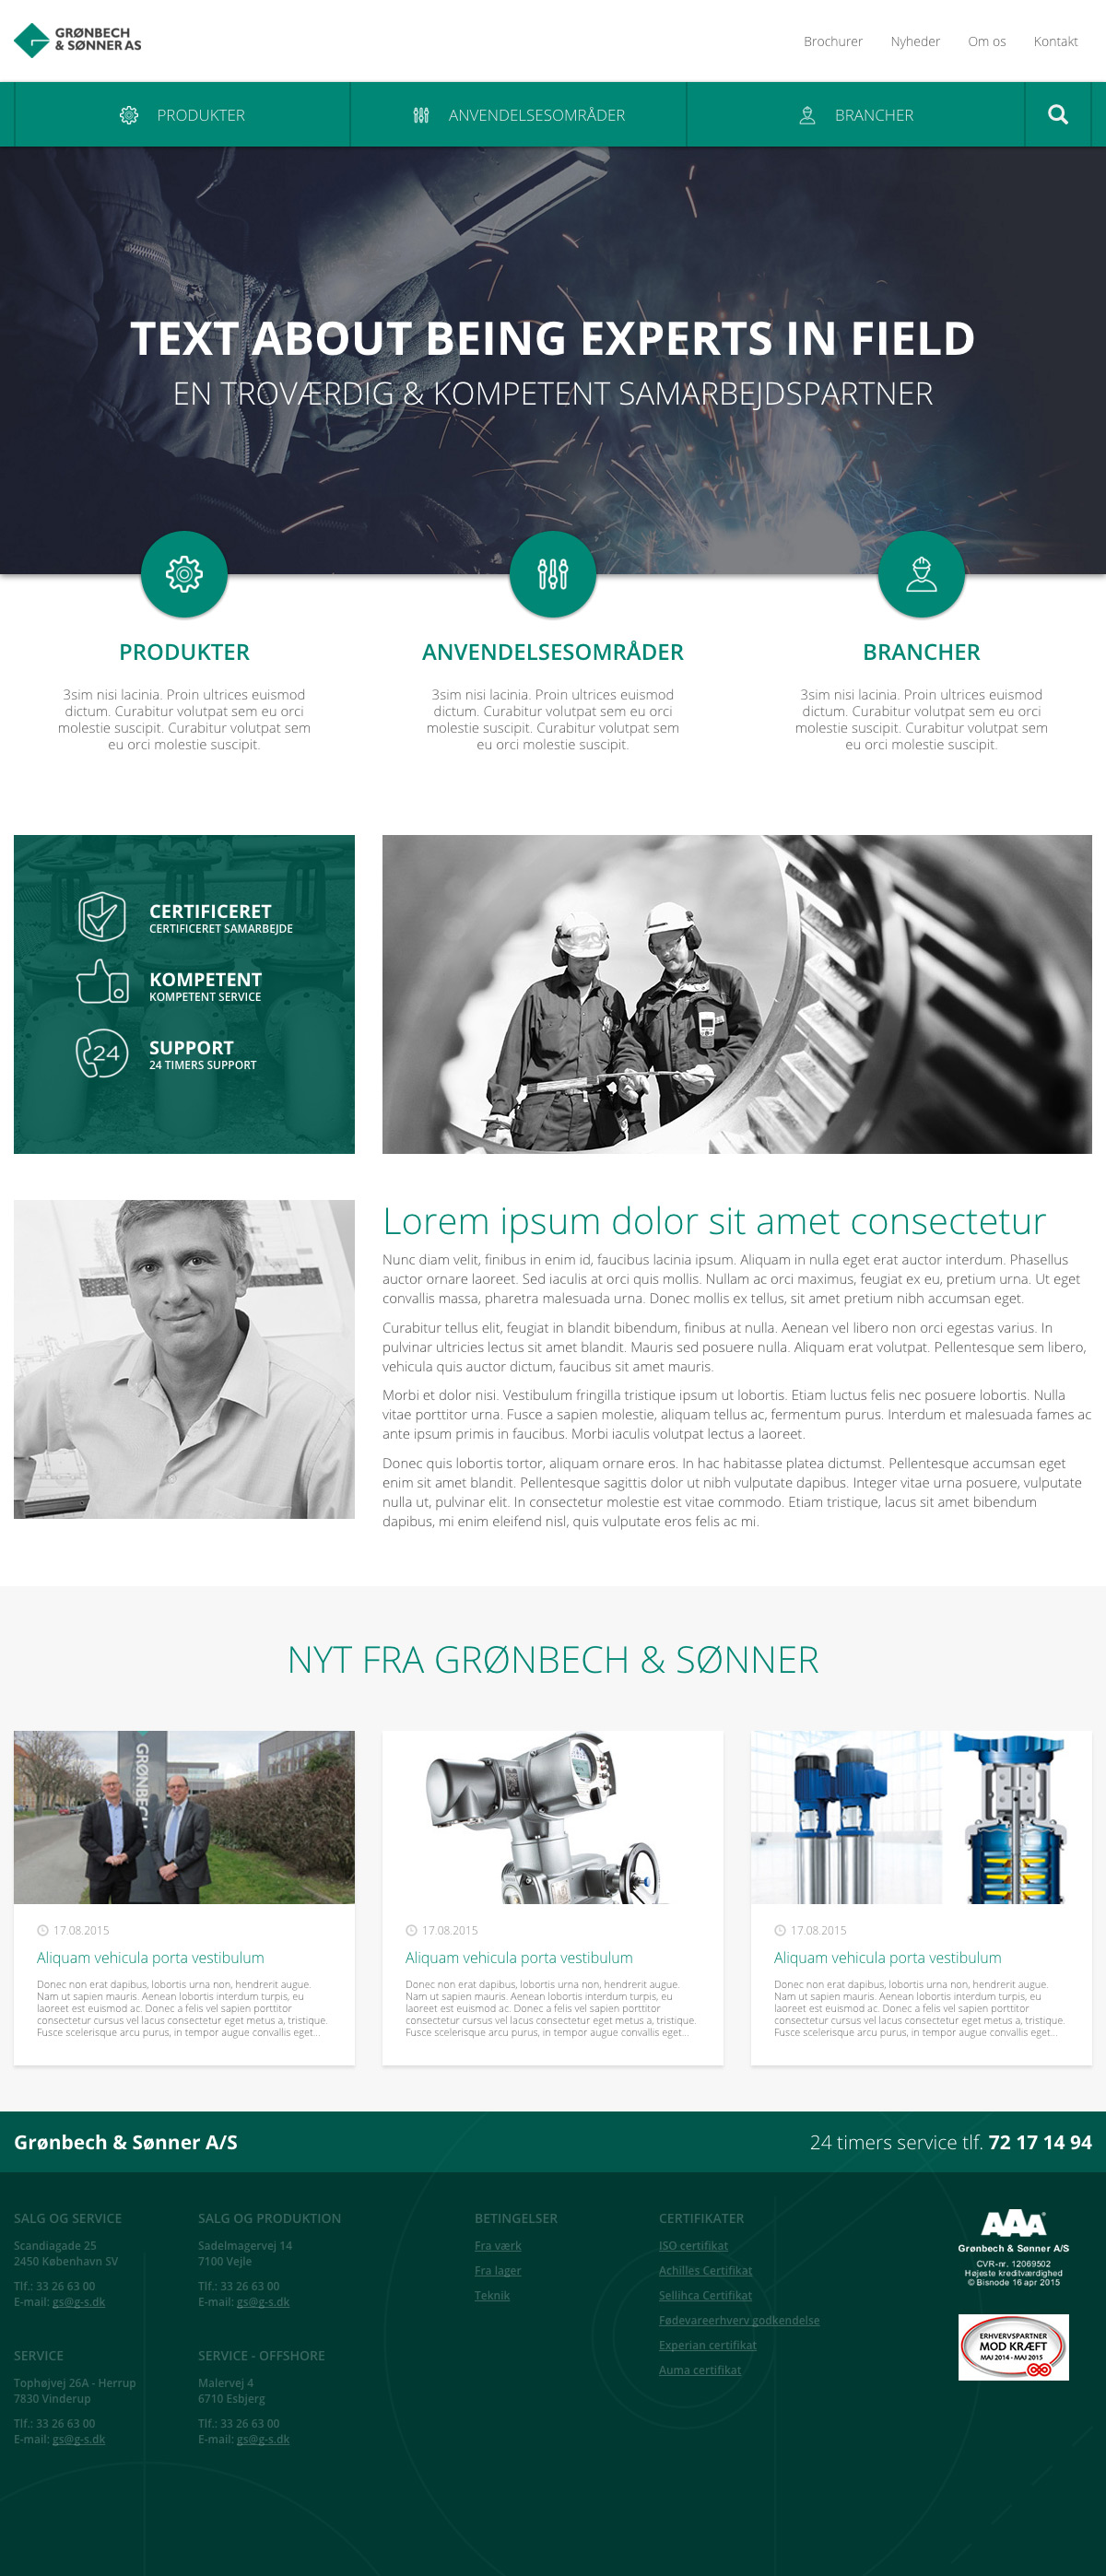 GRØNBECH
& SØNNER AS
Brochurer Nyheder Om os Kontakt
PRODUKTER ANVENDELSESOMRÅDER BRANCHER
TEXT ABOUT BEING EXPERTS IN FIELD
EN TROVÆRDIG & KOMPETENT SAMARBEJDSPARTNER
PRODUKTER
3sim nisi lacinia. Proin ultrices euismod
dictum. Curabitur volutpat sem eu orci
molestie suscipit. Curabitur volutpat sem
eu orci molestie suscipit.
ANVENDELSESOMRÅDER
3sim nisi lacinia. Proin ultrices euismod
dictum. Curabitur volutpat sem eu orci
molestie suscipit. Curabitur volutpat sem
eu orci molestie suscipit.
BRANCHER
3sim nisi lacinia. Proin ultrices euismod
dictum. Curabitur volutpat sem eu orci
molestie suscipit. Curabitur volutpat sem
eu orci molestie suscipit.
CERTIFICERET
CERTIFICERET SAMARBEJDE
KOMPETENT
KOMPETENT SERVICE
24
SUPPORT
24 TIMERS SUPPORT
Lorem ipsum dolor sit amet consectetur
Nunc diam velit, finibus in enim id, faucibus lacinia ipsum. Aliquam in nulla eget erat auctor interdum. Phasellus
auctor ornare laoreet. Sed iaculis at orci quis mollis. Nullam ac orci maximus, feugiat ex eu, pretium urna. Ut eget
convallis massa, pharetra malesuada urna. Donec mollis ex tellus, sit amet pretium nibh accumsan eget.
Curabitur tellus elit, feugiat in blandit bibendum, finibus at nulla. Aenean vel libero non orci egestas varius. In
pulvinar ultricies lectus sit amet blandit. Mauris sed posuere nulla. Aliquam erat volutpat. Pellentesque sem libero,
vehicula quis auctor dictum, faucibus sit amet mauris.
Morbi et dolor nisi. Vestibulum fringilla tristique ipsum ut lobortis. Etiam luctus felis nec posuere lobortis. Nulla
vitae porttitor urna. Fusce a sapien molestie, aliquam tellus ac, fermentum purus. Interdum et malesuada fames ac
ante ipsum primis in faucibus. Morbi iaculis volutpat lectus a laoreet.
Donec quis lobortis tortor, aliquam ornare eros. In hac habitasse platea dictumst. Pellentesque accumsan eget
enim sit amet blandit. Pellentesque sagittis dolor ut nibh vulputate dapibus. Integer vitae urna posuere, vulputate
nulla ut, pulvinar elit. In consectetur molestie est vitae commodo. Etiam tristique, lacus sit amet bibendum
dapibus, mi enim eleifend nisl, quis vulputate eros felis ac mi.
NYT FRA GRØNBECH & SØNNER
GRØNBECH
17.08.2015
Aliquam vehicula porta vestibulum
Donec non erat dapibus, lobortis urna non, hendrerit augue.
Nam ut sapien mauris. Aenean lobortis interdum turpis, eu
laoreet est euismod ac. Donec a felis vel sapien porttitor
consectetur cursus vel lacus consectetur eget metus a, tristique.
Fusce scelerisque arcu purus, in tempor augue convallis eget...
17.08.2015
Aliquam vehicula porta vestibulum
Donec non erat dapibus, lobortis urna non, hendrerit augue.
Nam ut sapien mauris. Aenean lobortis interdum turpis, eu
laoreet est euismod ac. Donec a felis vel sapien porttitor
consectetur cursus vel lacus consectetur eget metus a, tristique.
Fusce scelerisque arcu purus, in tempor augue convallis eget...
17.08.2015
Aliquam vehicula porta vestibulum
Donec non erat dapibus, lobortis urna non, hendrerit augue.
Nam ut sapien mauris. Aenean lobortis interdum turpis, eu
laoreet est euismod ac. Donec a felis vel sapien porttitor
consectetur cursus vel lacus consectetur eget metus a, tristique.
Fusce scelerisque arcu purus, in tempor augue convallis eget...
Grønbech & Sønner A/S
24 timers service tlf. 72 17 14 94
SALG OG SERVICE
Scandiagade 25
2450 København SV
Tlf.: 33 26 63 00
E-mail: gs@g-s.dk
SALG OG PRODUKTION
Sadelmagervej 14
7100 Vejle
Tlf.: 33 26 63 00
E-mail: gs@g-s.dk
SERVICE
Tophøjvej 26A - Herrup
7830 Vinderup
Tlf.: 33 26 63 00
E-mail: gs@g-s.dk
SERVICE - OFFSHORE
Malervej 4
6710 Esbjerg
Tlf.: 33 26 63 00
E-mail: gs@g-s.dk
BETINGELSER
Fra værk
Fra lager
Teknik
CERTIFIKATER
ISO certifikat
Achilles Certifikat
Sellihca Certifikat
Fødevareerhverv godkendelse
Experian certifikat
Auma certifikat
AAA®
Grønbech & Sønner A/S
CVR-nr. 12069502
Højeste kreditværdighed
© Bisnode 16 apr 2015
ERHVERVSPARTNER
MOD KRÆFT
MAJ 2014 - MAJ 2015